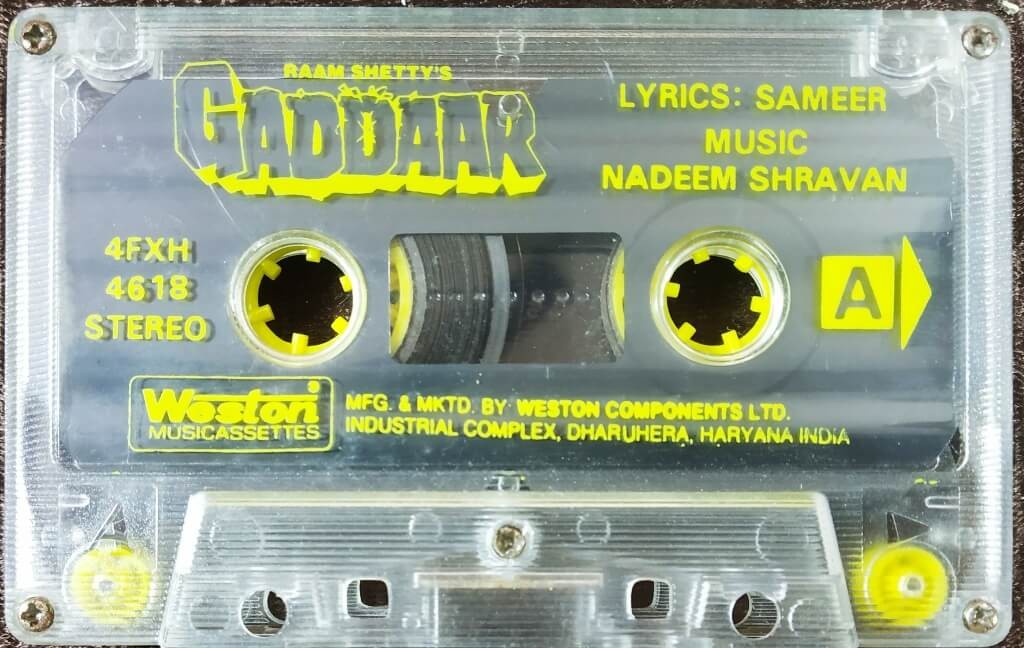 RAAM SHETTY'S
GADDAAR
LYRICS: SAMEER
MUSIC
NADEEM SHRAVAN
4FXH
4618
STEREO
A
Weston
MUSICASSETTES
MFG. & MKTD. BY: WESTON COMPONENTS LTD.
INDUSTRIAL COMPLEX, DHARUHERA, HARYANA INDIA